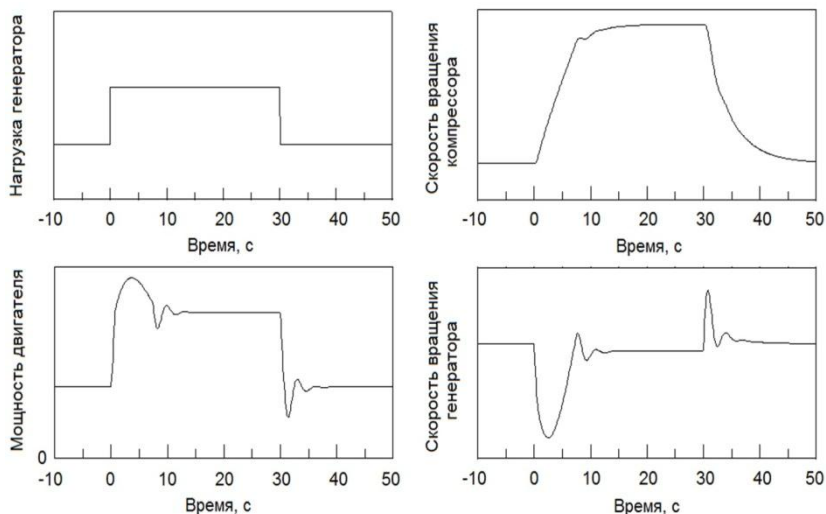 Нагрузка генератора
-10 0 10 20 30 40 50
Время, с
Скорость вращения
компрессора
-10 0 10 20 30 40 50
Время, с
Мощность двигателя
0
-10 0 10 20 30 40 50
Время, с
Скорость вращения
генератора
-10 0 10 20 30 40 50
Время, с